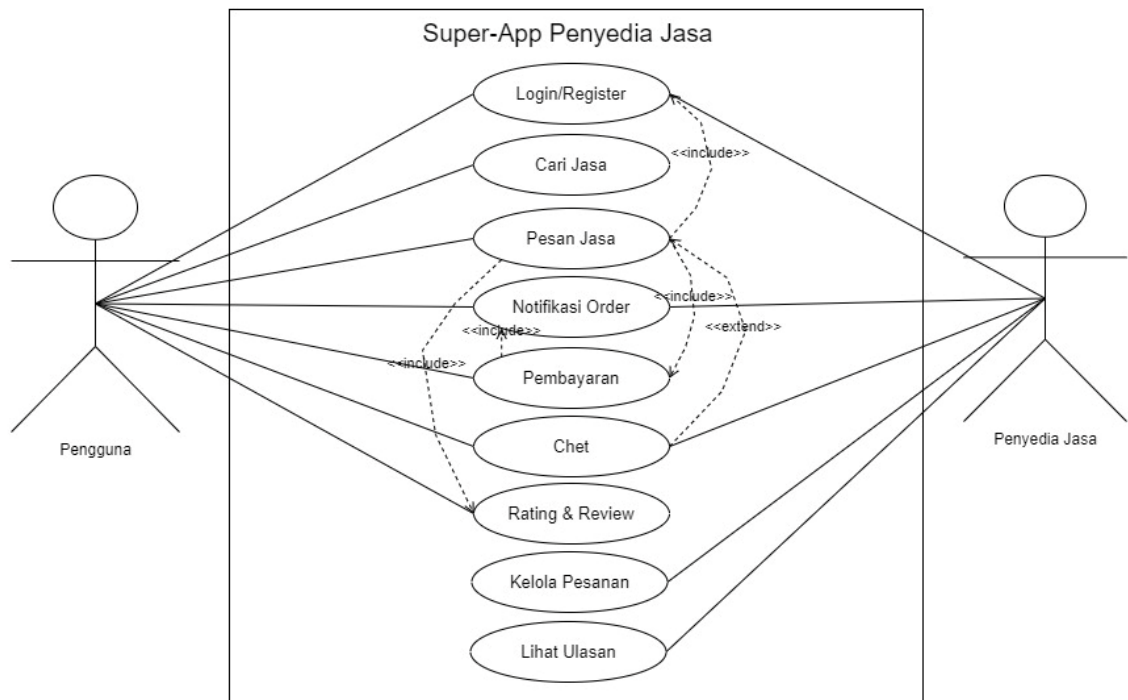 Super-App Penyedia Jasa
Login/Register
<<include>>
Cari Jasa
Pesan Jasa
Notifikasi Order
<<include>>
<<include>>
<<extend>>
<<include>>
Pembayaran
Chet
Pengguna
Penyedia Jasa
Rating & Review
Kelola Pesanan
Lihat Ulasan